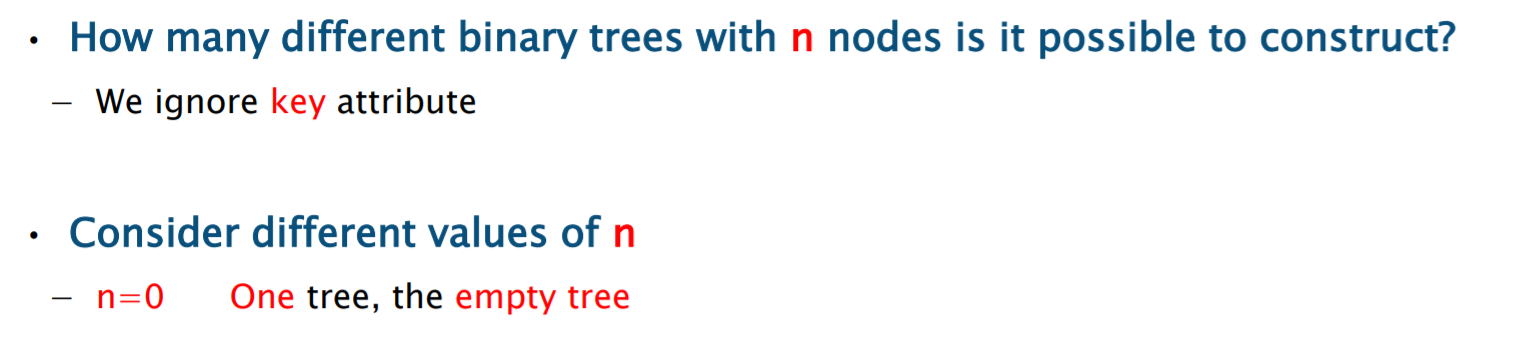 • How many different binary trees with n nodes is it possible to construct?
– We ignore key attribute
• Consider different values of n
– n=0 One tree, the empty tree